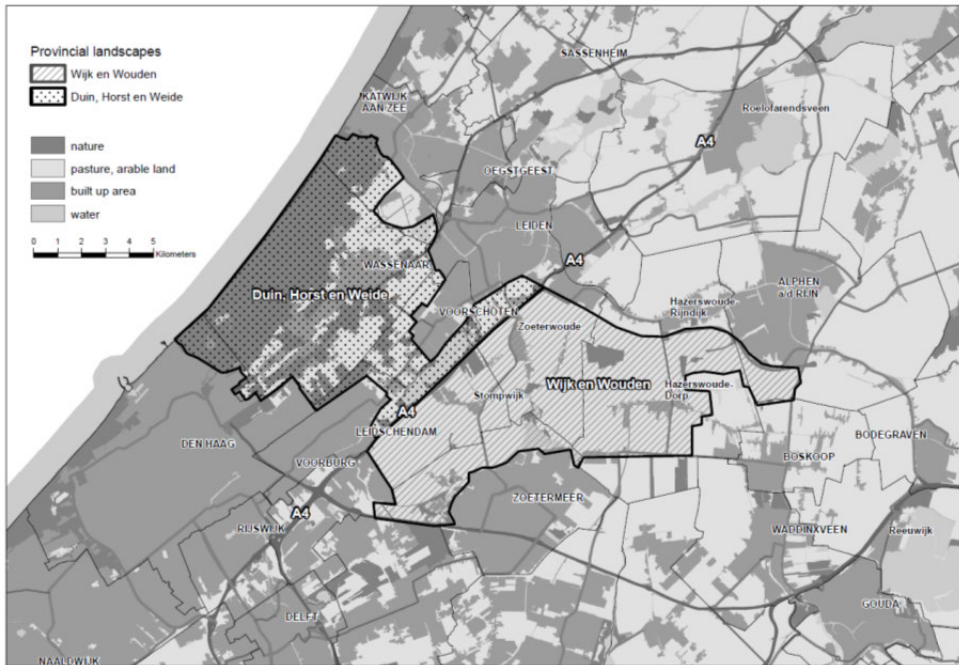 Provincial landscapes
Wijk en Wouden
Duin, Horst en Weide
nature
pasture, arable land
built up area
water
0 1 2 3 4 5
Kilometers
SASSENHEIM
KATWIJK
AAN ZEE
Roelofarendsveen
A4
OEGSTGEEST
LEIDEN
WASSENAAR
A4
ALPHEN
a/d RIJN
Duin, Horst en Weide
VOORSCHOTEN
Hazerswoude-
Rijndijk
Zoeterwoude
Wijk en Wouden
Stompwijk
Hazerswoude-
Dorp
A4
LEIDSCHENDAM
DEN HAAG
VOORBURG
BODEGRAVEN
BOSKOOP
ZOETERMEER
A4
RIJSWIJK
WADDINXVEEN
Reeuwijk
DELFT
GOUDA
NAALDWIJK